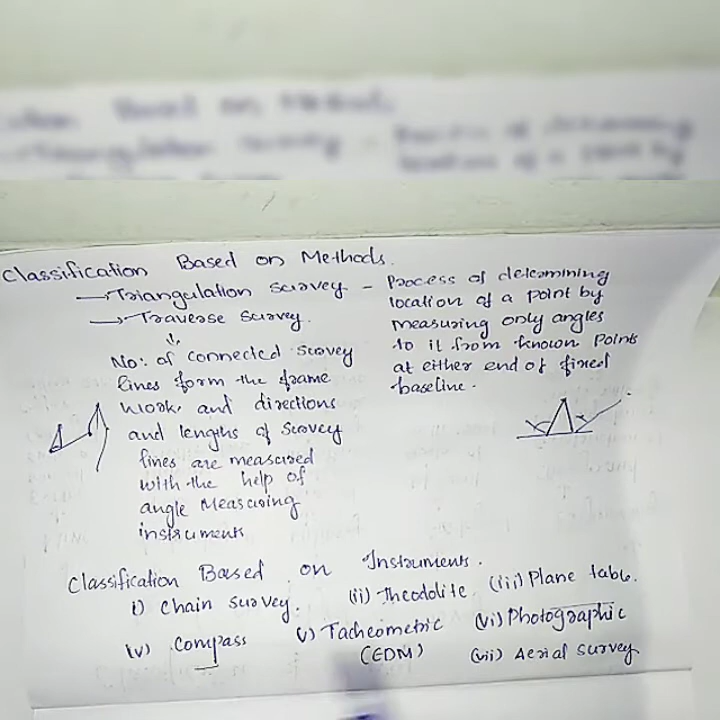 Classification Based on Methods.
→ Triangulation survey - Process of determining
location of a point by
measuring only angles
to it from known points
at either end of fixed
baseline.
→ Traverse survey.
No: of connected survey
lines form the frame
work, and directions
and lengths of survey
lines are measured
with the help of
angle Measuring
instruments
Classification Based on Instruments.
i) Chain survey. (ii) Theodolite (iii) Plane table.
iv) Compass v) Tacheometric (vi) Photographic
(EDM) (vii) Aerial survey